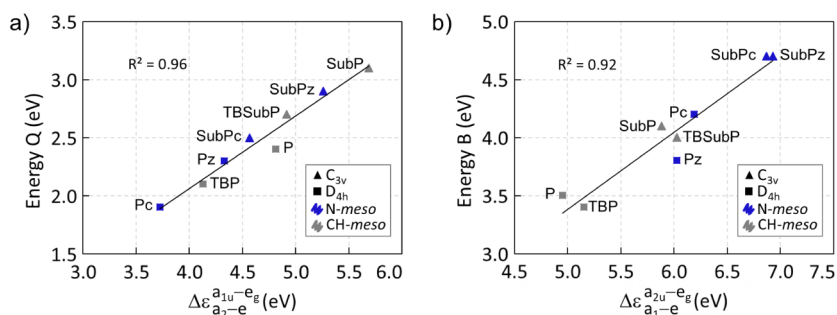 a)
3.5
3.0
2.5
2.0
1.5
Energy Q (eV)
R² = 0.96
SubP
SubPz
TBSubP
SubPc
P
Pz
TBP
Pc
C3v
D4h
N-meso
CH-meso
3.0 3.5 4.0 4.5 5.0 5.5 6.0
Δε a1u−eg a2−e (eV)
b)
5.0
4.5
4.0
3.5
3.0
Energy B (eV)
R² = 0.92
SubPc SubPz
Pc
SubP
TBSubP
Pz
P
TBP
C3v
D4h
N-meso
CH-meso
4.5 5.0 5.5 6.0 6.5 7.0 7.5
Δε a2u−eg a1−e (eV)